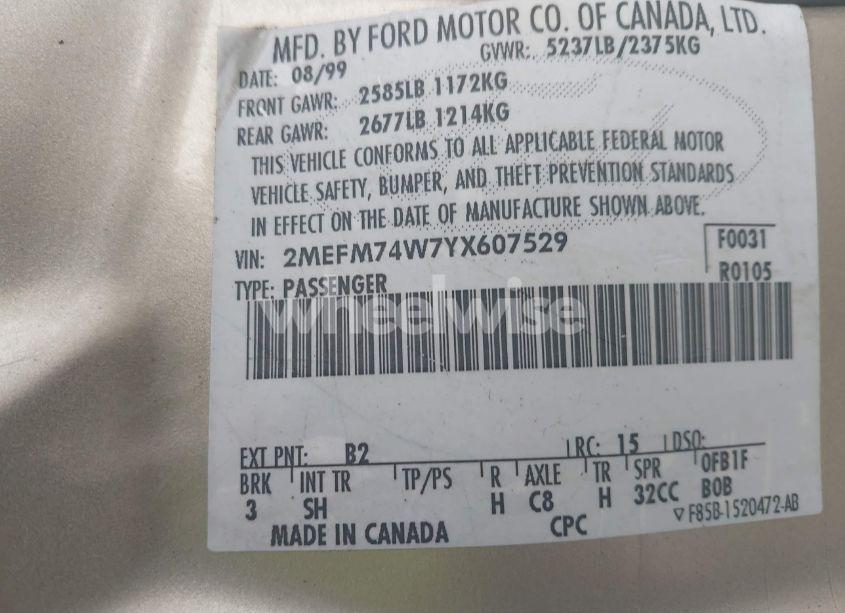 MFD. BY FORD MOTOR CO. OF CANADA, LTD.
DATE: 08/99 GVWR: 5237LB/2375KG
FRONT GAWR: 2585LB 1172KG
REAR GAWR: 2677LB 1214KG
THIS VEHICLE CONFORMS TO ALL APPLICABLE FEDERAL MOTOR
VEHICLE SAFETY, BUMPER, AND THEFT PREVENTION STANDARDS
IN EFFECT ON THE DATE OF MANUFACTURE SHOWN ABOVE.
VIN: 2MEFM74W7YX607529 F0031
TYPE: PASSENGER R0105
wheelwise
EXT PNT: B2 RC: 15 DSO:
BRK INT TR TP/PS R AXLE TR SPR OFB1F
3 SH H C8 H 32CC BOB
MADE IN CANADA CPC F85B-1520472-AB